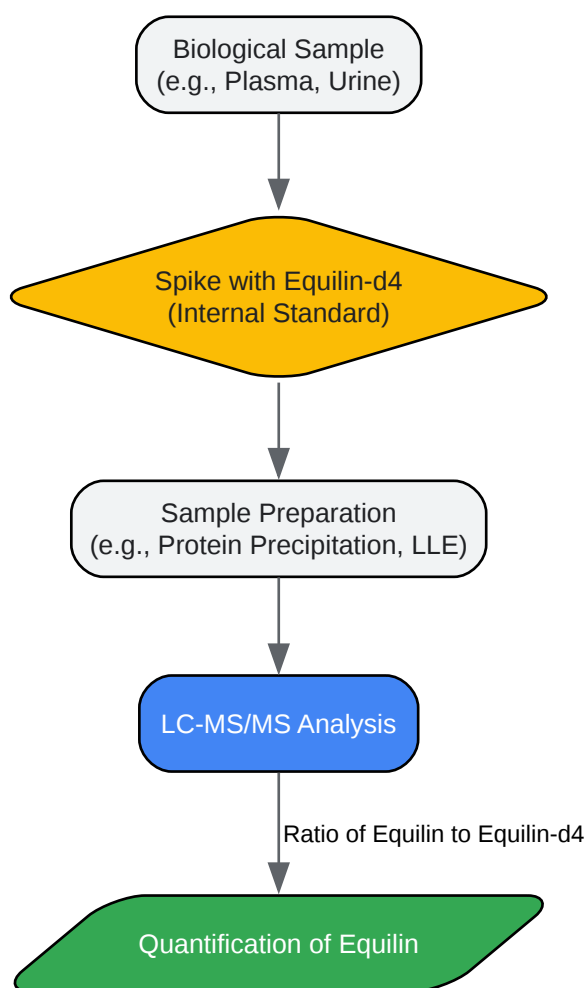 Biological Sample
(e.g., Plasma, Urine)
Spike with Equilin-d4
(Internal Standard)
Sample Preparation
(e.g., Protein Precipitation, LLE)
LC-MS/MS Analysis
Ratio of Equilin to Equilin-d4
Quantification of Equilin